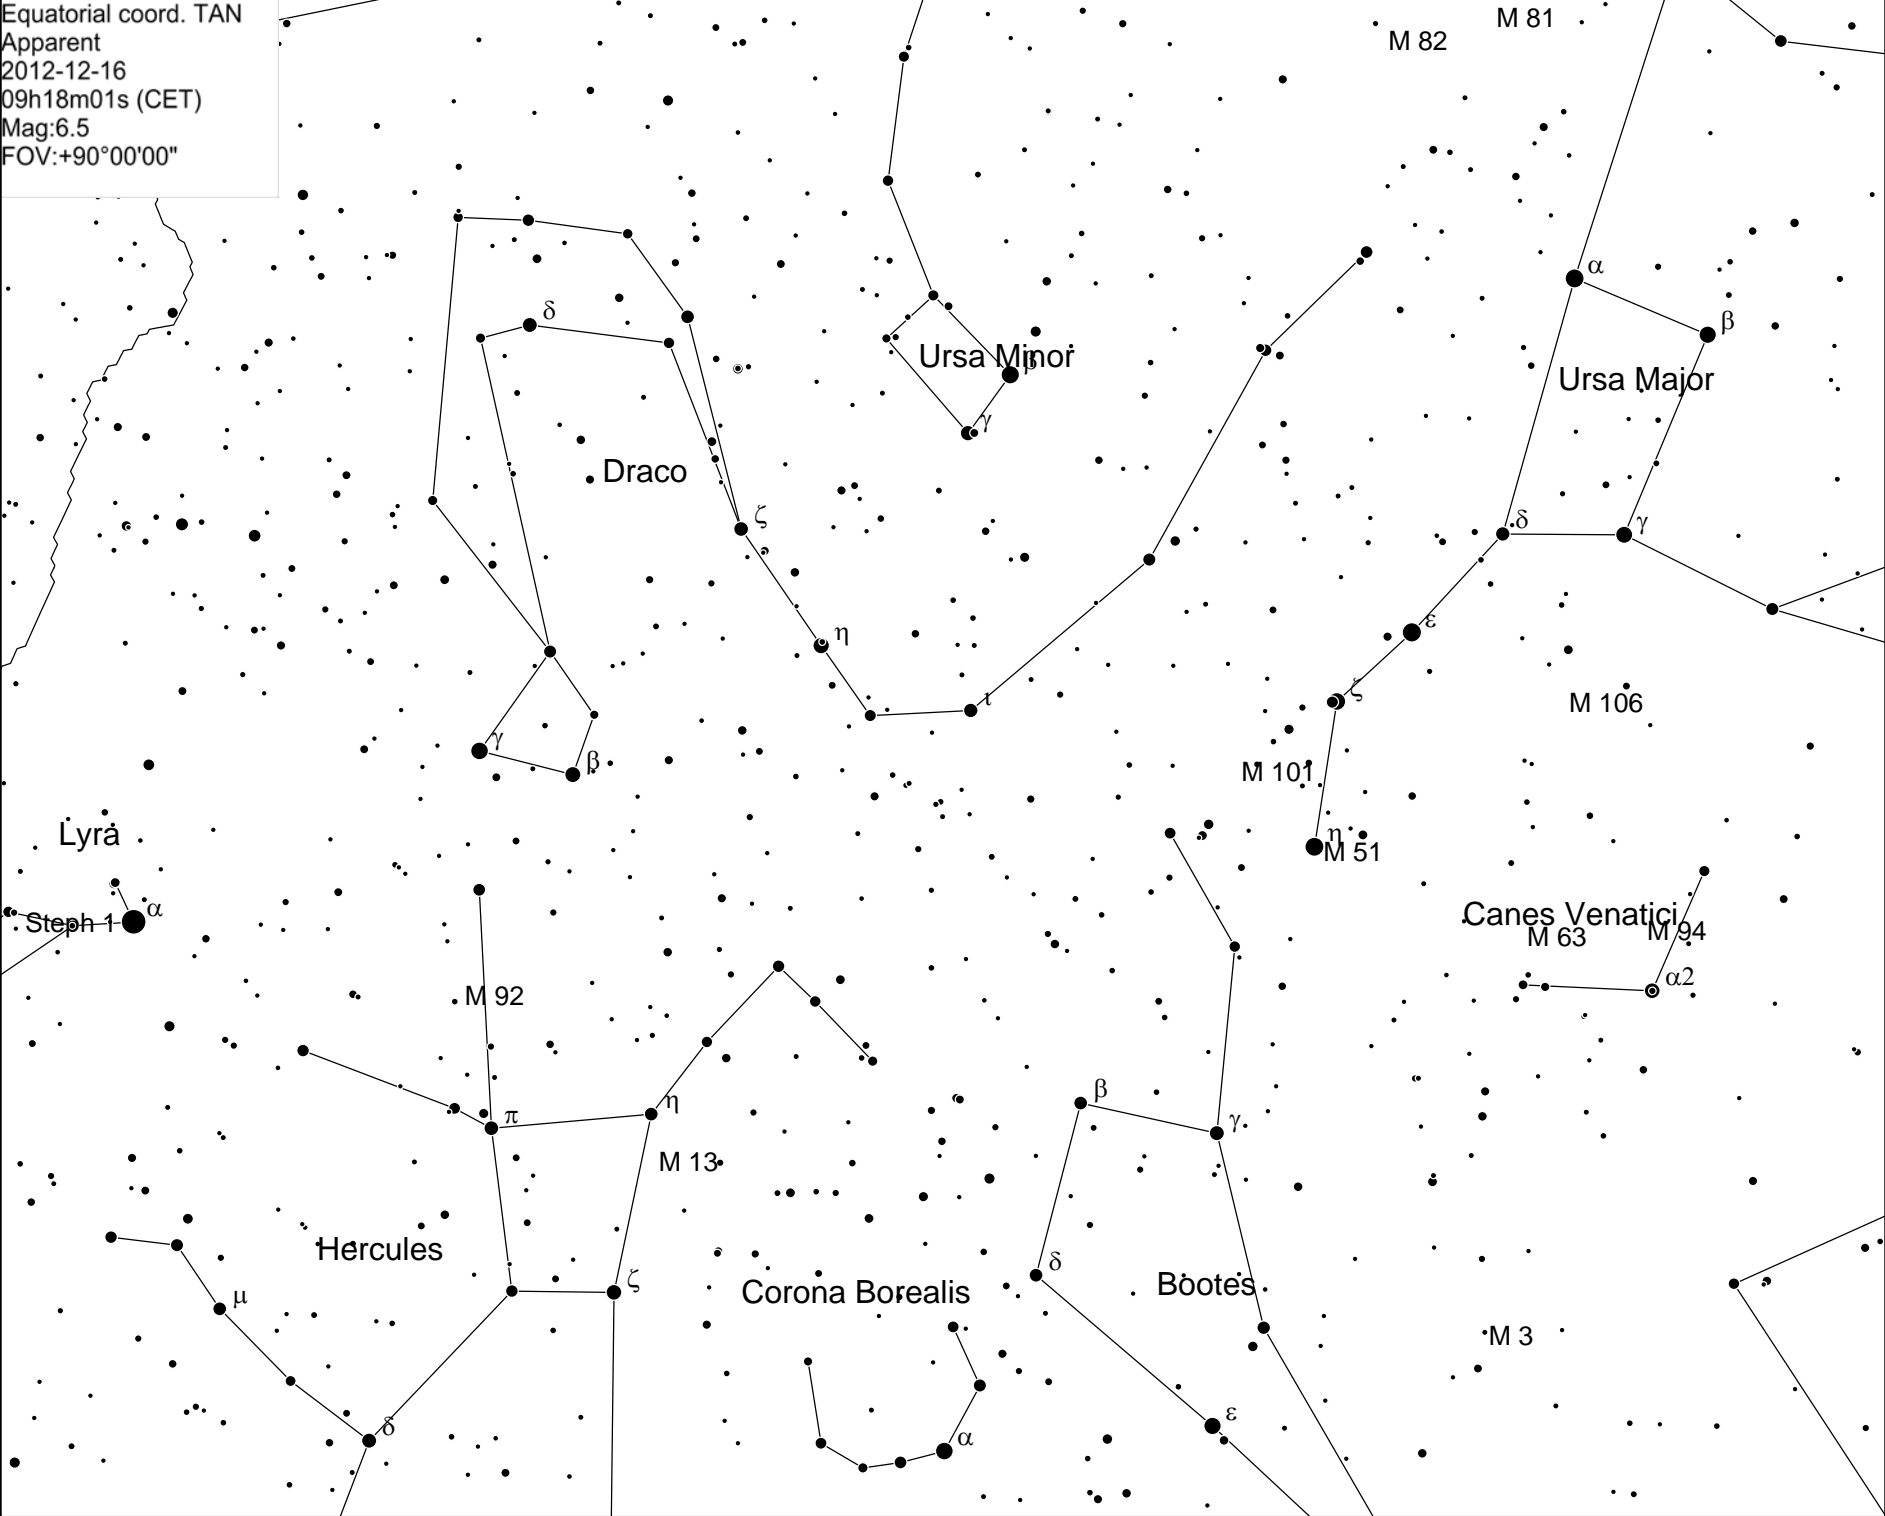 Equatorial coord. TAN
Apparent
2012-12-16
09h18m01s (CET)
Mag:6.5
FOV:+90°00'00"
M 81
M 82
α
β
Ursa Major
δ
Ursa Minor
β
γ
Draco
ζ
δ
γ
ε
η
ζ
ι
M 106
γ
β
M 101
Lyra
η
M 51
α
Steph 1
Canes Venatici
M 63
M 94
α2
M 92
β
π
η
γ
M 13
Hercules
δ
ζ
Corona Borealis
Bootes
μ
M 3
δ
ε
α